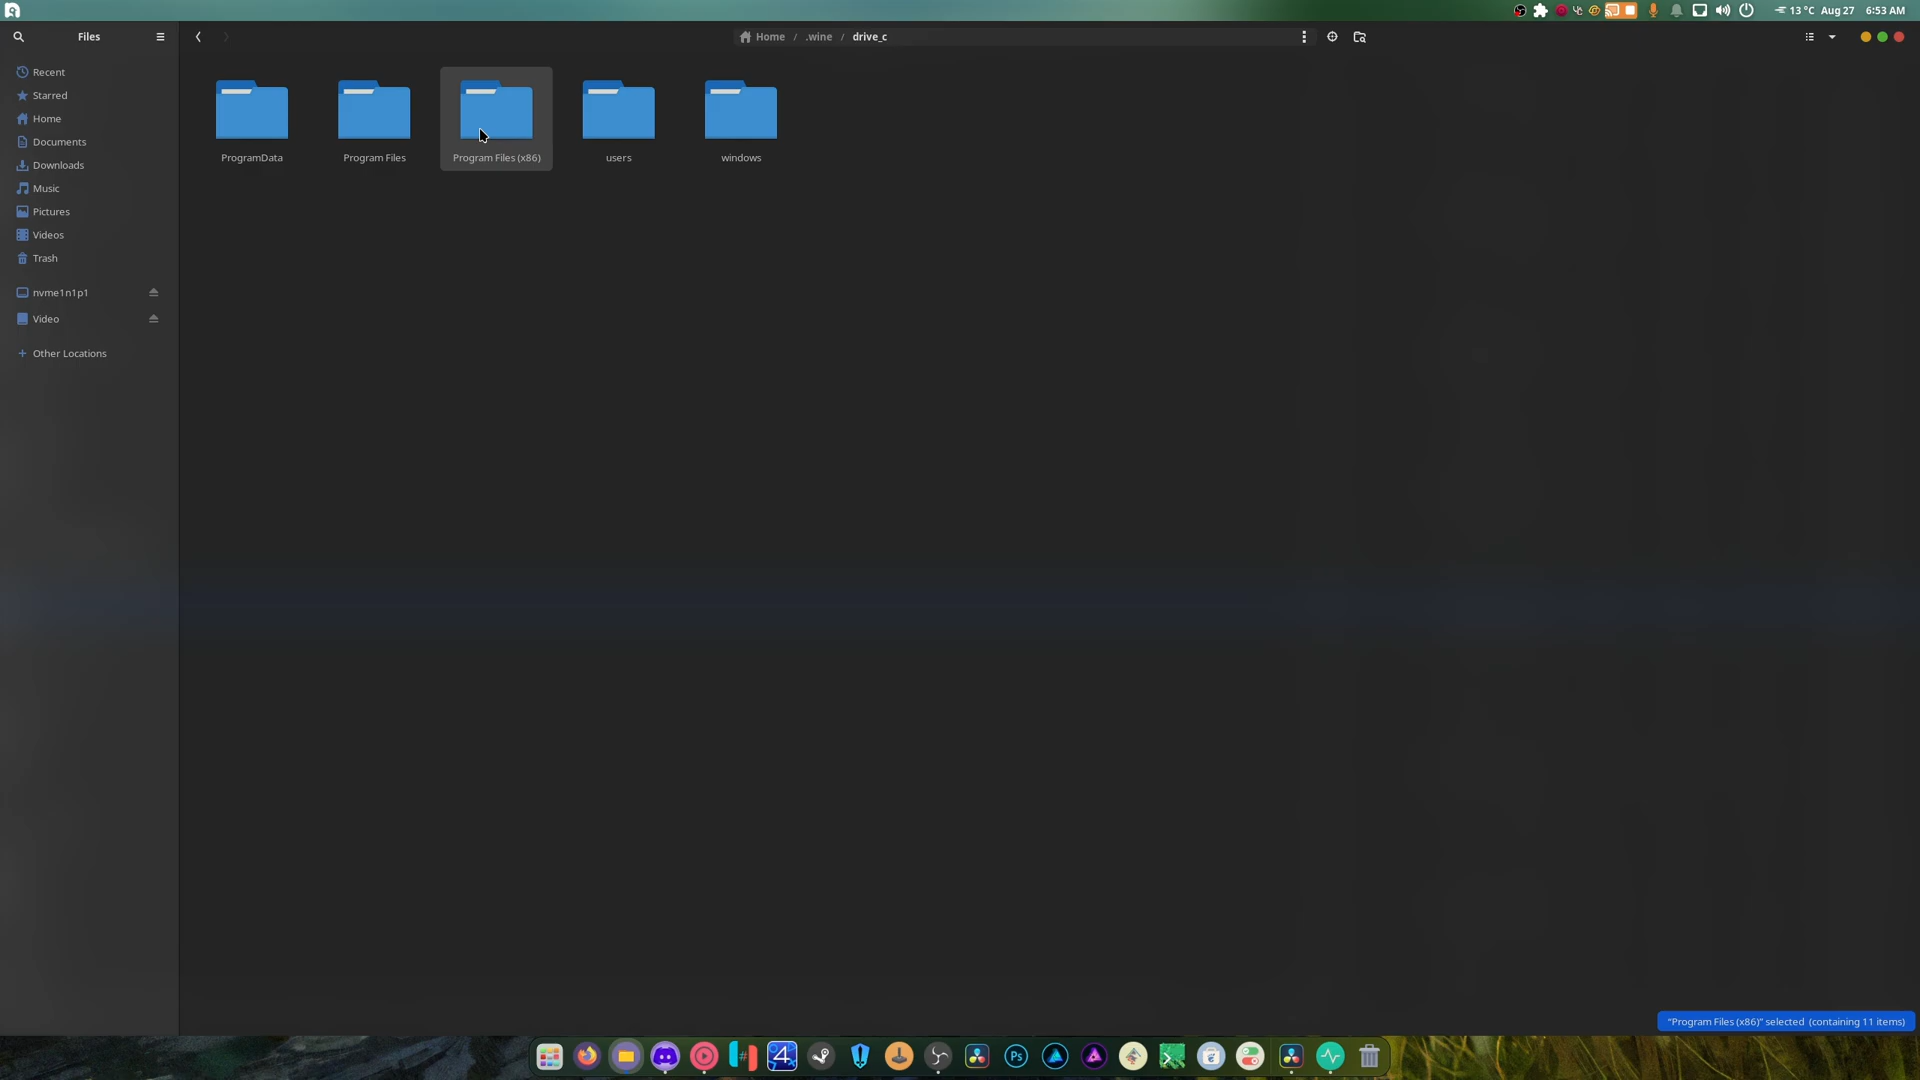 13 °C Aug 27 6:53 AM
Files
Home / .wine / drive_c
Recent
Starred
Home
Documents
Downloads
Music
Pictures
Videos
Trash
nvme1n1p1
Video
Other Locations
ProgramData
Program Files
Program Files (x86)
users
windows
"Program Files (x86)" selected (containing 11 items)
4
Ps